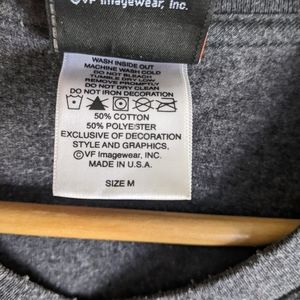 ©VF Imagewear, Inc.
WASH INSIDE OUT
MACHINE WASH COLD
DO NOT BLEACH
TUMBLE DRY LOW
REMOVE PROMPTLY
DO NOT DRY CLEAN
DO NOT IRON DECORATION
50% COTTON
50% POLYESTER
EXCLUSIVE OF DECORATION
STYLE AND GRAPHICS.
©VF Imagewear, INC.
MADE IN U.S.A.
SIZE M